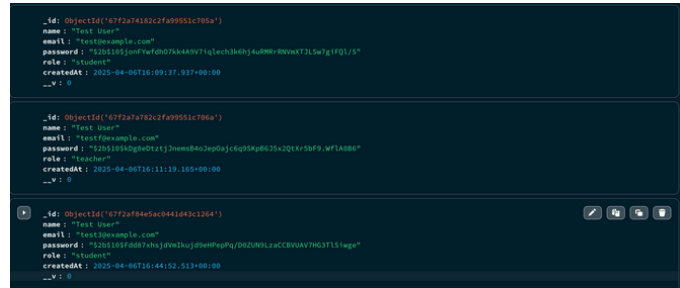 _id: ObjectId('67f2a74182c2fa99551c705a')
name : "Test User"
email : "test@example.com"
password :
role : "student"
createdAt : 2025-04-06T16:09:37.937+00:00
__v : 0
_id: ObjectId('67f2a7a782c2fa99551c706a')
name : "Test User"
email : "testf@example.com"
password :
role : "teacher"
createdAt : 2025-04-06T16:11:19.165+00:00
__v : 0
_id: ObjectId('67f2af84e5ac0441d43c1264')
name : "Test User"
email : "test3@example.com"
password :
role : "student"
createdAt : 2025-04-06T16:44:52.513+00:00
__v : 0